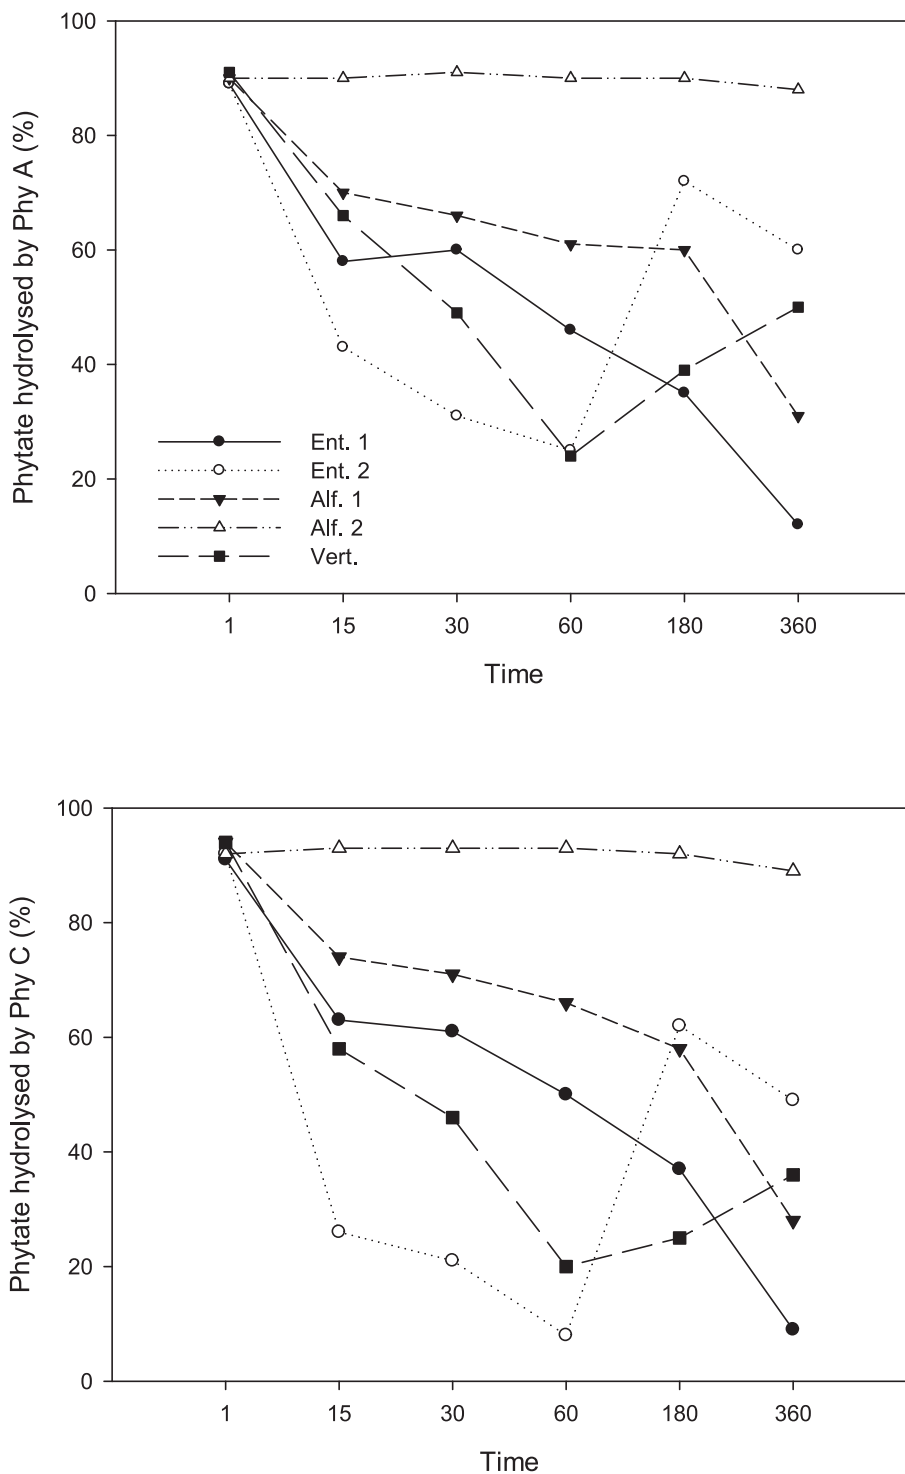 100
80
60
40
20
0
Phytate hydrolysed by Phy A (%)
Ent. 1
Ent. 2
Alf. 1
Alf. 2
Vert.
1 15 30 60 180 360
Time
100
80
60
40
20
0
Phytate hydrolysed by Phy C (%)
1 15 30 60 180 360
Time